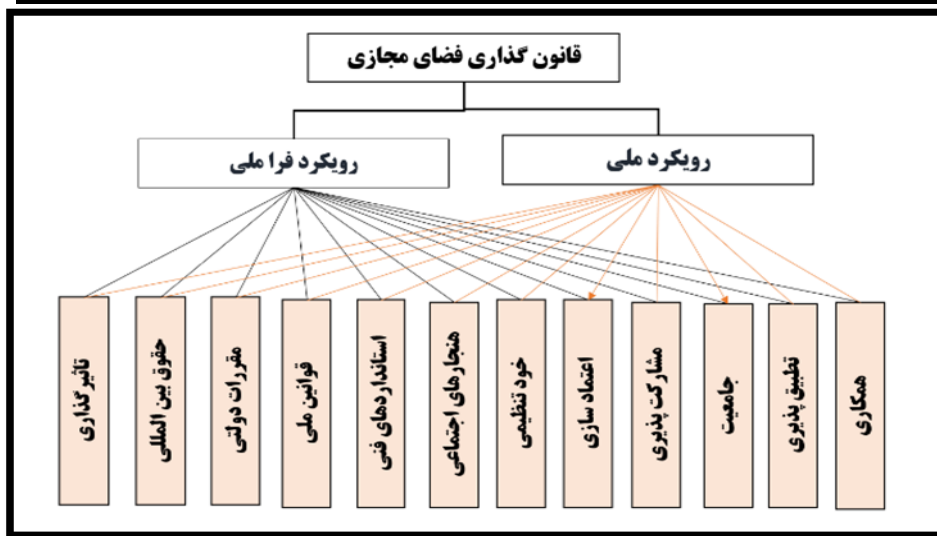 قانون گذاری فضای مجازی
رویکرد ملی
رویکرد فرا ملی
همکاری
تطبیق پذیری
جامعیت
مشارکت پذیری
اعتماد سازی
خود تنظیمی
هنجارهای اجتماعی
استانداردهای فنی
قوانین ملی
مقررات دولتی
حقوق بین المللی
تاثیر گذاری